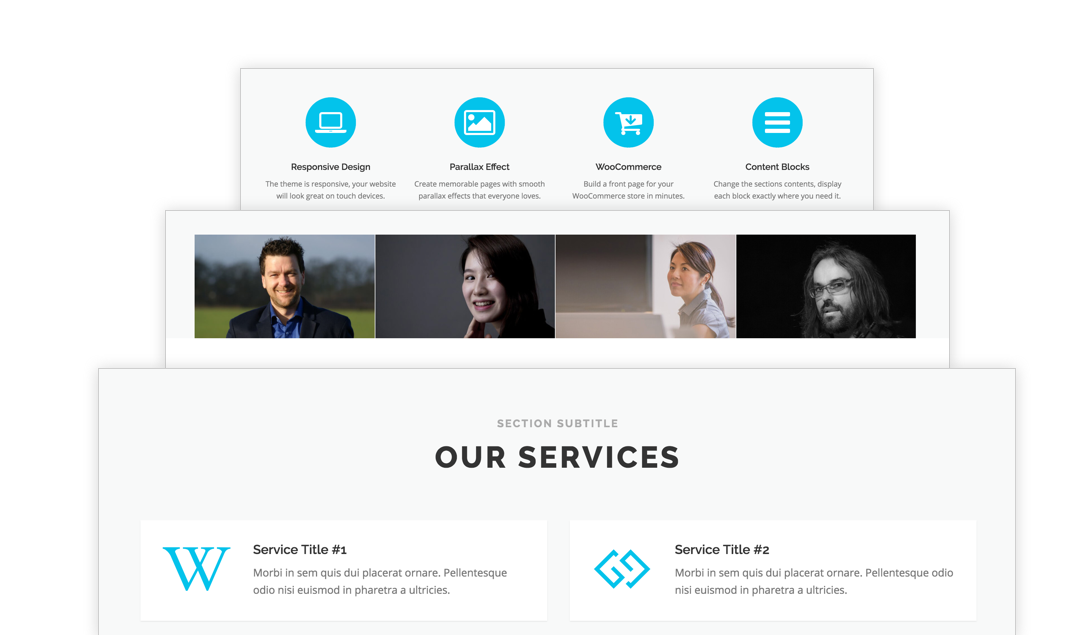 Responsive Design
The theme is responsive, your website
will look great on touch devices.
Parallax Effect
Create memorable pages with smooth
parallax effects that everyone loves.
WooCommerce
Build a front page for your
WooCommerce store in minutes.
Content Blocks
Change the sections contents, display
each block exactly where you need it.
SECTION SUBTITLE
OUR SERVICES
W
Service Title #1
Morbi in sem quis dui placerat ornare. Pellentesque
odio nisi euismod in pharetra a ultricies.
Service Title #2
Morbi in sem quis dui placerat ornare. Pellentesque odio
nisi euismod in pharetra a ultricies.